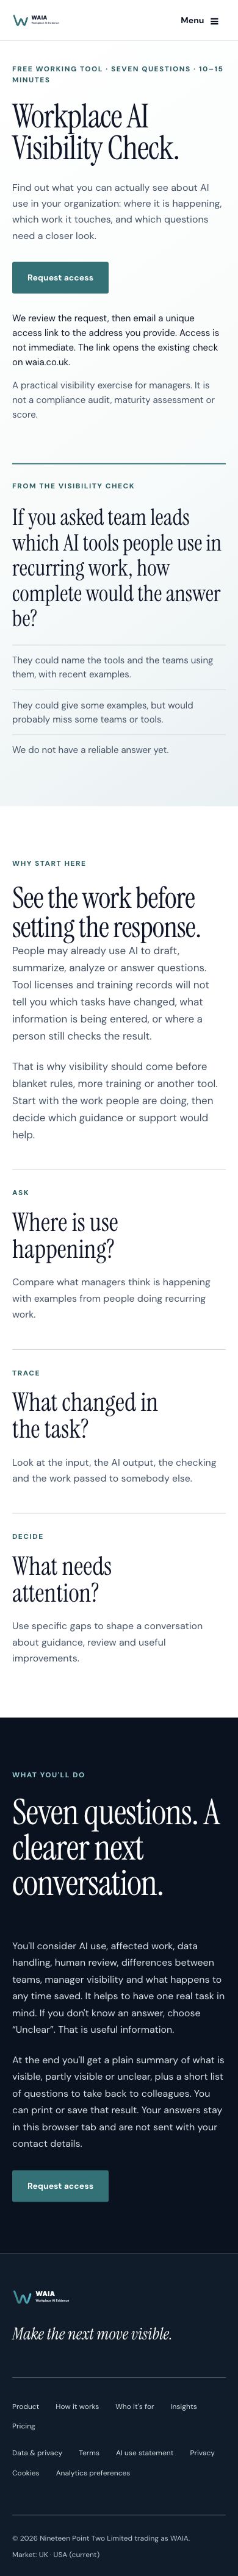 WAIA
Workplace AI Evidence
Menu
FREE WORKING TOOL · SEVEN QUESTIONS · 10–15
MINUTES
Workplace AI
Visibility Check.
Find out what you can actually see about AI
use in your organization: where it is happening,
which work it touches, and which questions
need a closer look.
Request access
We review the request, then email a unique
access link to the address you provide. Access is
not immediate. The link opens the existing check
on waia.co.uk.
A practical visibility exercise for managers. It is
not a compliance audit, maturity assessment or
score.
FROM THE VISIBILITY CHECK
If you asked team leads
which AI tools people use in
recurring work, how
complete would the answer
be?
They could name the tools and the teams using
them, with recent examples.
They could give some examples, but would
probably miss some teams or tools.
We do not have a reliable answer yet.
WHY START HERE
See the work before
setting the response.
People may already use AI to draft,
summarize, analyze or answer questions.
Tool licenses and training records will not
tell you which tasks have changed, what
information is being entered, or where a
person still checks the result.
That is why visibility should come before
blanket rules, more training or another tool.
Start with the work people are doing, then
decide which guidance or support would
help.
ASK
Where is use
happening?
Compare what managers think is happening
with examples from people doing recurring
work.
TRACE
What changed in
the task?
Look at the input, the AI output, the checking
and the work passed to somebody else.
DECIDE
What needs
attention?
Use specific gaps to shape a conversation
about guidance, review and useful
improvements.
WHAT YOU'LL DO
Seven questions. A
clearer next
conversation.
You'll consider AI use, affected work, data
handling, human review, differences between
teams, manager visibility and what happens to
any time saved. It helps to have one real task in
mind. If you don't know an answer, choose
“Unclear”. That is useful information.
At the end you'll get a plain summary of what is
visible, partly visible or unclear, plus a short list
of questions to take back to colleagues. You
can print or save that result. Your answers stay
in this browser tab and are not sent with your
contact details.
Request access
WAIA
Workplace AI Evidence
Make the next move visible.
Product How it works Who it's for Insights
Pricing
Data & privacy Terms AI use statement Privacy
Cookies Analytics preferences
© 2026 Nineteen Point Two Limited trading as WAIA.
Market: UK · USA (current)